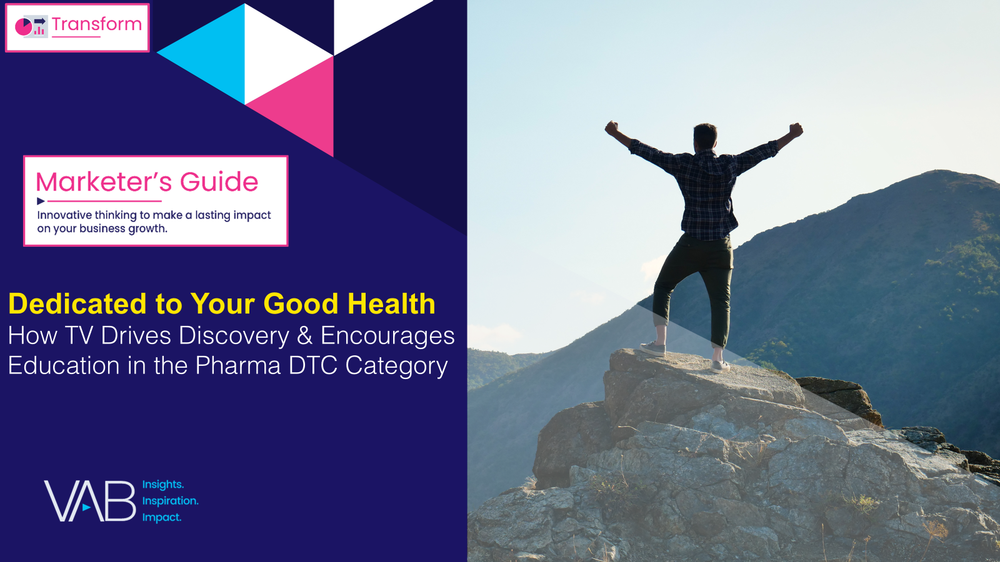 Transform
Marketer's Guide
Innovative thinking to make a lasting impact
on your business growth.
Dedicated to Your Good Health
How TV Drives Discovery & Encourages
Education in the Pharma DTC Category
VAB
Insights.
Inspiration.
Impact.